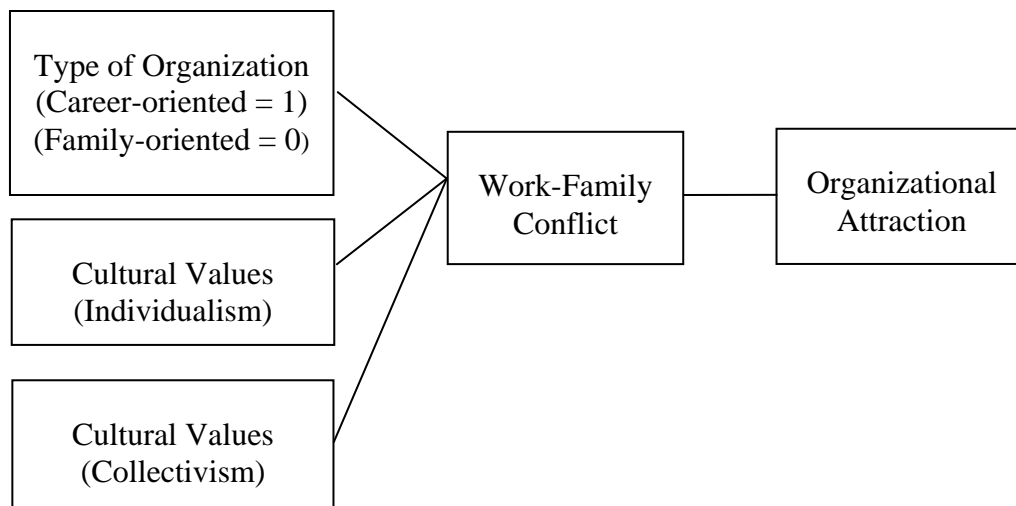 Type of Organization
(Career-oriented = 1)
(Family-oriented = 0)
Cultural Values
(Individualism)
Cultural Values
(Collectivism)
Work-Family
Conflict
Organizational
Attraction